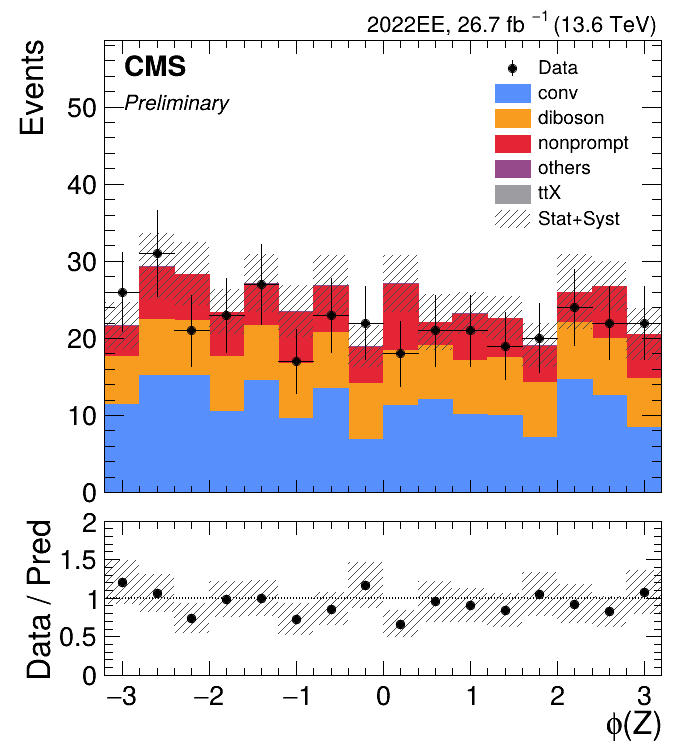 2022EE, 26.7 fb⁻¹ (13.6 TeV)
CMS
Preliminary
Data
conv
diboson
nonprompt
others
ttX
Stat+Syst
Events
50
40
30
20
10
0
Data / Pred
2
1.5
1
0.5
0
−3 −2 −1 0 1 2 3
ϕ(Z)